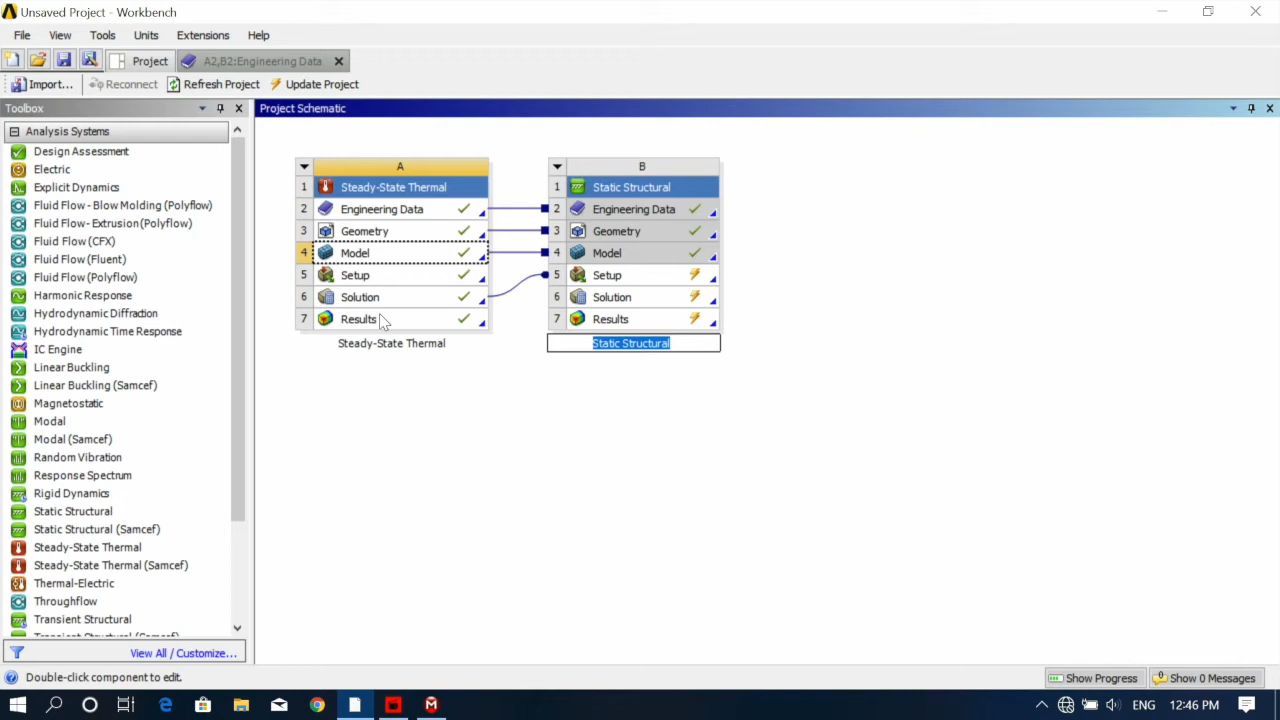 Unsaved Project - Workbench
File View Tools Units Extensions Help
Project A2,B2:Engineering Data
Import... Reconnect Refresh Project Update Project
Toolbox
Project Schematic
Analysis Systems
Design Assessment
Electric
Explicit Dynamics
Fluid Flow - Blow Molding (Polyflow)
Fluid Flow- Extrusion (Polyflow)
Fluid Flow (CFX)
Fluid Flow (Fluent)
Fluid Flow (Polyflow)
Harmonic Response
Hydrodynamic Diffraction
Hydrodynamic Time Response
IC Engine
Linear Buckling
Linear Buckling (Samcef)
Magnetostatic
Modal
Modal (Samcef)
Random Vibration
Response Spectrum
Rigid Dynamics
Static Structural
Static Structural (Samcef)
Steady-State Thermal
Steady-State Thermal (Samcef)
Thermal-Electric
Throughflow
Transient Structural
Transient Structural (Samcef)
View All / Customize...
A
1 Steady-State Thermal
2 Engineering Data
3 Geometry
4 Model
5 Setup
6 Solution
7 Results
Steady-State Thermal
B
1 Static Structural
2 Engineering Data
3 Geometry
4 Model
5 Setup
6 Solution
7 Results
Static Structural
Double-click component to edit.
Show Progress
Show 0 Messages
ENG 12:46 PM